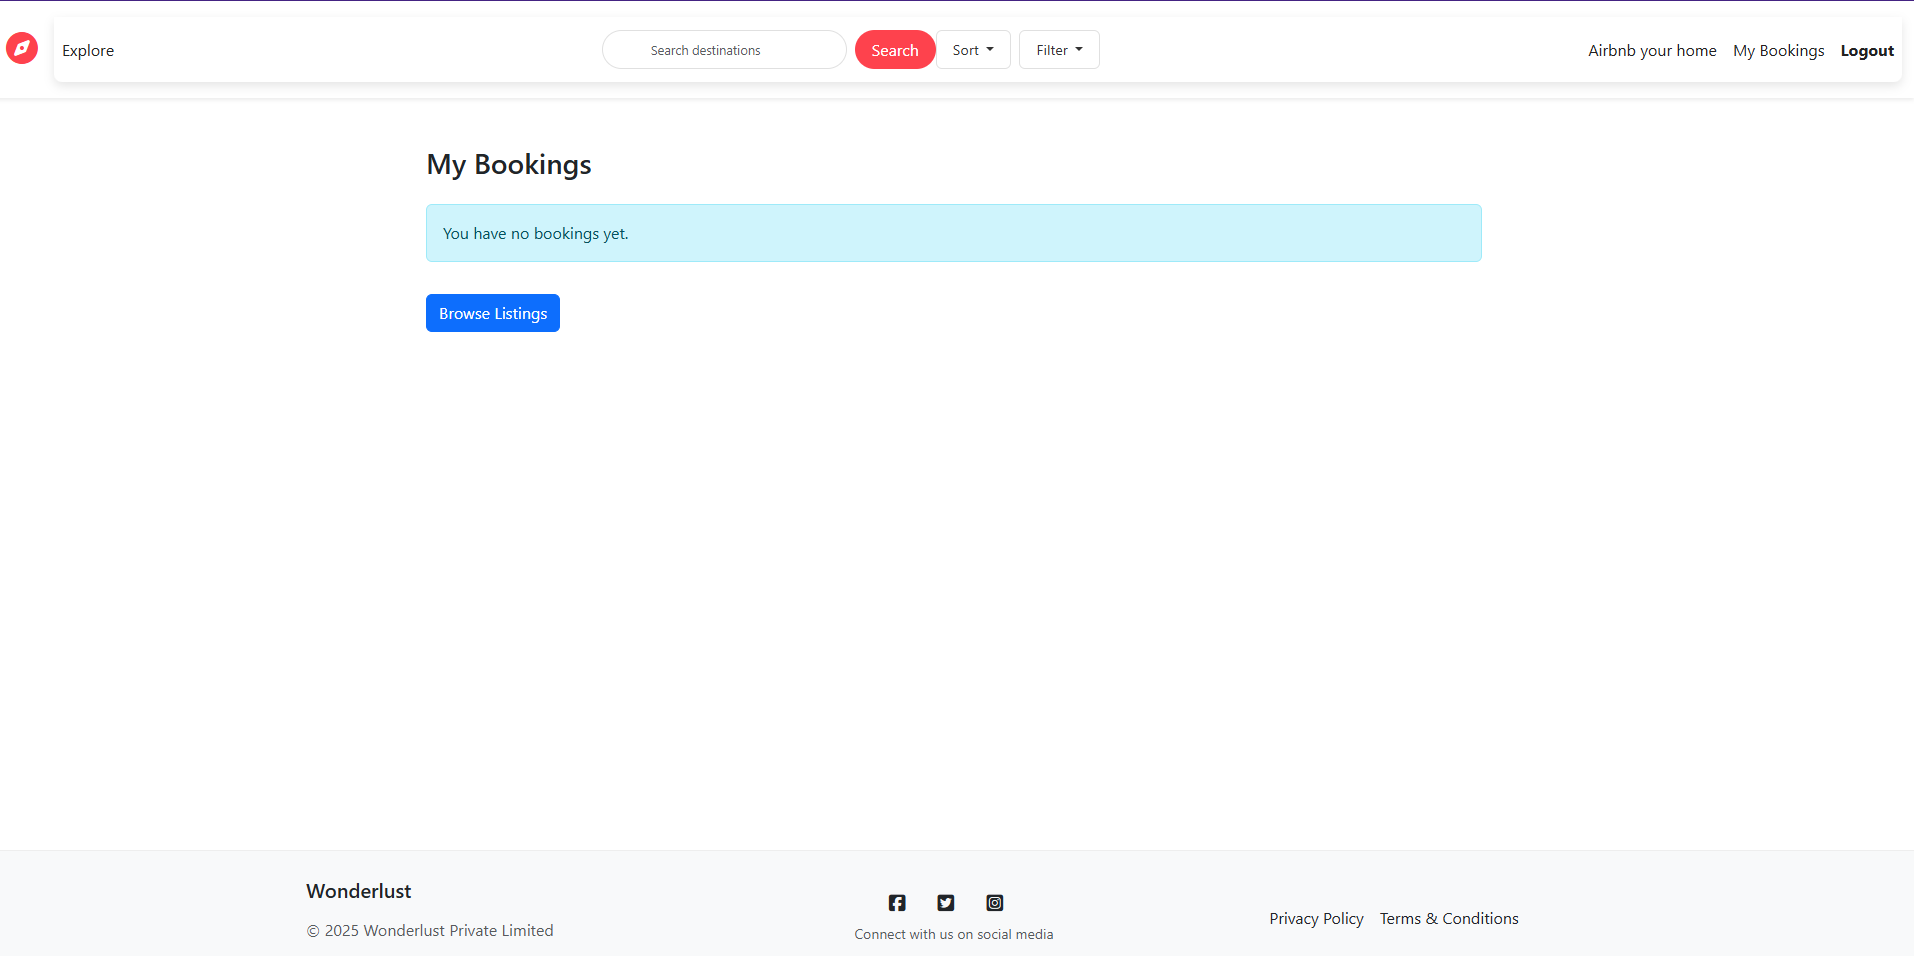 Explore
Search destinations
Search
Sort
Filter
Airbnb your home
My Bookings
Logout
My Bookings
You have no bookings yet.
Browse Listings
Wonderlust
© 2025 Wonderlust Private Limited
Connect with us on social media
Privacy Policy
Terms & Conditions